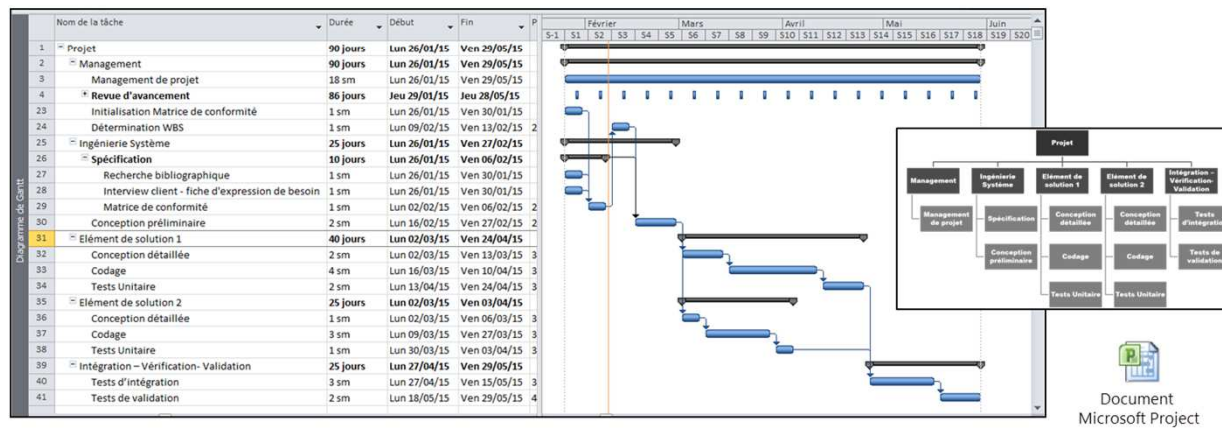 Nom de la tâche Durée Début Fin P
Février Mars Avril Mai Juin
S-1 S1 S2 S3 S4 S5 S6 S7 S8 S9 S10 S11 S12 S13 S14 S15 S16 S17 S18 S19 S20
Diagramme de Gantt
1 Projet 90 jours Lun 26/01/15 Ven 29/05/15
2 Management 90 jours Lun 26/01/15 Ven 29/05/15
3 Management de projet 18 sm Lun 26/01/15 Ven 29/05/15
4 Revue d'avancement 86 jours Jeu 29/01/15 Jeu 28/05/15
23 Initialisation Matrice de conformité 1 sm Lun 26/01/15 Ven 30/01/15
24 Détermination WBS 1 sm Lun 09/02/15 Ven 13/02/15 2
25 Ingénierie Système 25 jours Lun 26/01/15 Ven 27/02/15
26 Spécification 10 jours Lun 26/01/15 Ven 06/02/15
27 Recherche bibliographique 1 sm Lun 26/01/15 Ven 30/01/15
28 Interview client - fiche d'expression de besoin 1 sm Lun 26/01/15 Ven 30/01/15
29 Matrice de conformité 1 sm Lun 02/02/15 Ven 06/02/15 2
30 Conception préliminaire 2 sm Lun 16/02/15 Ven 27/02/15 2
31 Elément de solution 1 40 jours Lun 02/03/15 Ven 24/04/15
32 Conception détaillée 2 sm Lun 02/03/15 Ven 13/03/15 3
33 Codage 4 sm Lun 16/03/15 Ven 10/04/15 3
34 Tests Unitaire 2 sm Lun 13/04/15 Ven 24/04/15 3
35 Elément de solution 2 25 jours Lun 02/03/15 Ven 03/04/15
36 Conception détaillée 1 sm Lun 02/03/15 Ven 06/03/15 3
37 Codage 3 sm Lun 09/03/15 Ven 27/03/15 3
38 Tests Unitaire 1 sm Lun 30/03/15 Ven 03/04/15 3
39 Intégration – Vérification- Validation 25 jours Lun 27/04/15 Ven 29/05/15
40 Tests d'intégration 3 sm Lun 27/04/15 Ven 15/05/15 3
41 Tests de validation 2 sm Lun 18/05/15 Ven 29/05/15 4
Projet
Management
Ingénierie
Système
Elément de
solution 1
Elément de
solution 2
Intégration –
Vérification-
Validation
Management
de projet
Spécification
Conception
détaillée
Conception
détaillée
Tests
d'intégration
Conception
préliminaire
Codage
Codage
Tests de
validation
Tests Unitaire
Tests Unitaire
Document
Microsoft Project